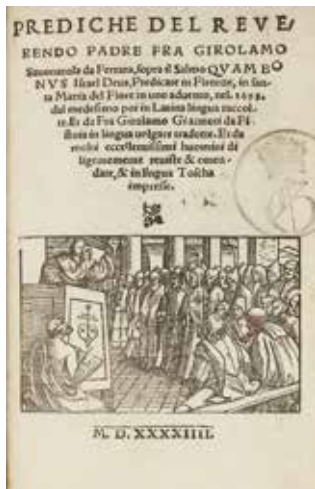 PREDICHE DEL REVE/
RENDO PADRE FRA GIROLAMO
Sauonarola da Ferrara, sopra il Salmo QVAM BO
NVS Israel Deus, Predicate in Firenze, in san
ta Maria del Fiore in uno aduento, nel. 1493.
dal medesimo poi in Latina lingua raccol
te. Et da Fra Girolamo Giannoti da Pi
stoia in lingua uolgare tradotte. Et da
molti eccellentissimi huomini di
ligentemente reuiste & emen
date, & in lingua Toscha
impresse.
M. D. XXXXIIII.